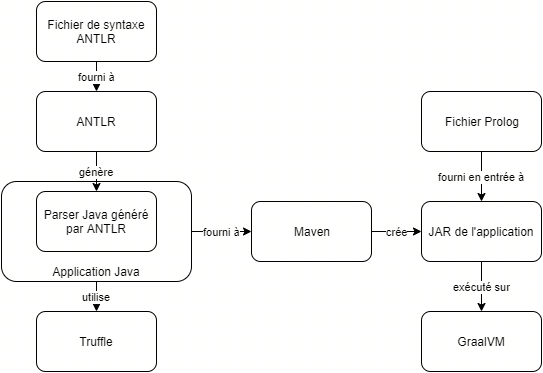 Fichier de syntaxe
ANTLR
fourni à
ANTLR
Fichier Prolog
génère
fourni en entrée à
Parser Java généré
par ANTLR
fourni à
Maven
crée
JAR de l'application
Application Java
utilise
exécuté sur
Truffle
GraalVM